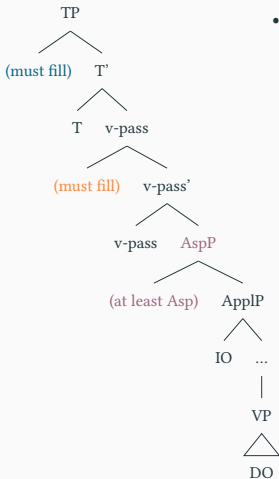 TP
•
(must fill) T’
T v-pass
(must fill) v-pass’
v-pass AspP
(at least Asp) ApplP
IO ...
VP
DO